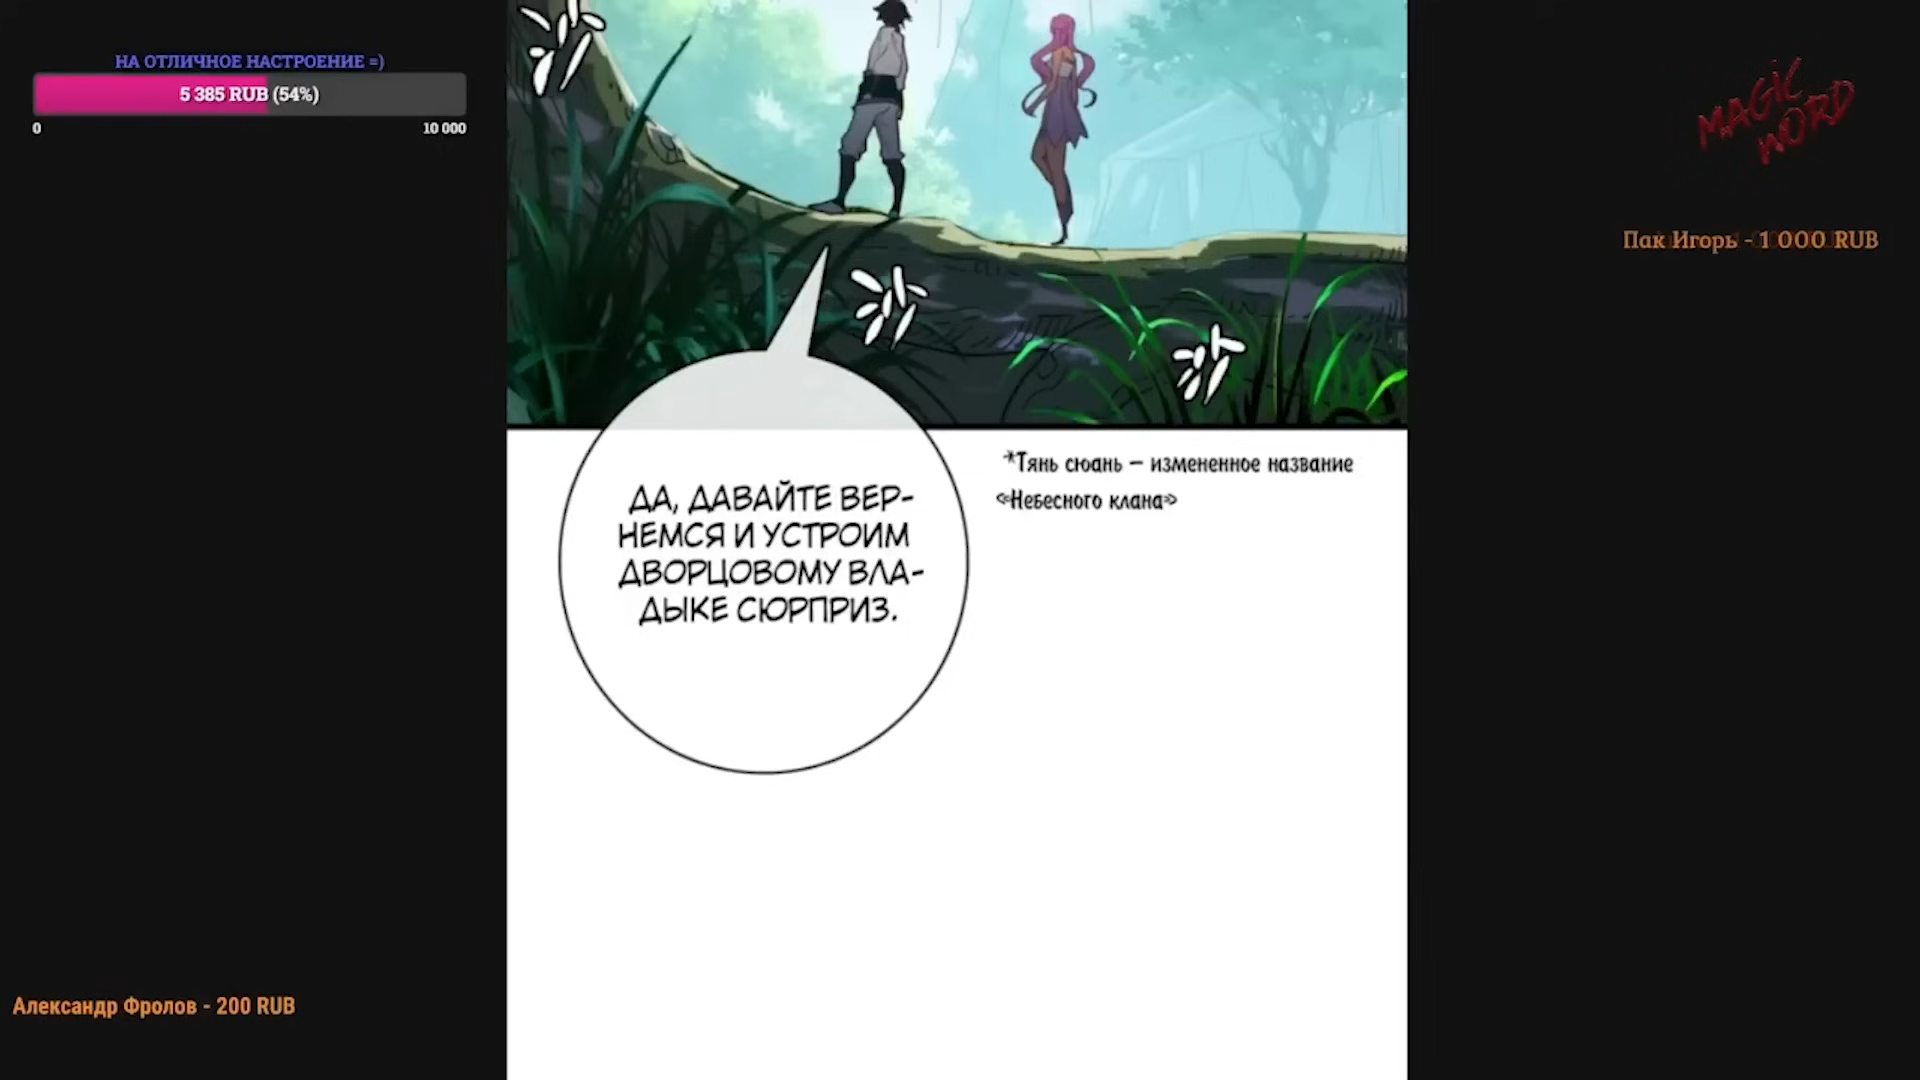 НА ОТЛИЧНОЕ НАСТРОЕНИЕ =)
5 385 RUB (54%)
0
10 000
MAGIC
WORD
Пак Игорь - 1 000 RUB
*Тянь сюань – измененное название
«Небесного клана»
ДА, ДАВАЙТЕ ВЕР-
НЕМСЯ И УСТРОИМ
ДВОРЦОВОМУ ВЛА-
ДЫКЕ СЮРПРИЗ.
Александр Фролов - 200 RUB